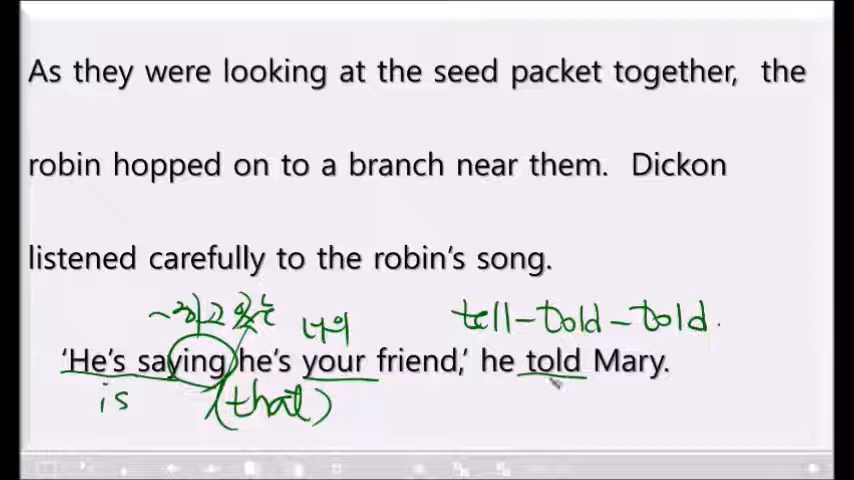 As they were looking at the seed packet together, the
robin hopped on to a branch near them. Dickon
listened carefully to the robin's song.
~하고 있는 너의 tell-told-told.
'He's saying he's your friend,' he told Mary.
is (that)